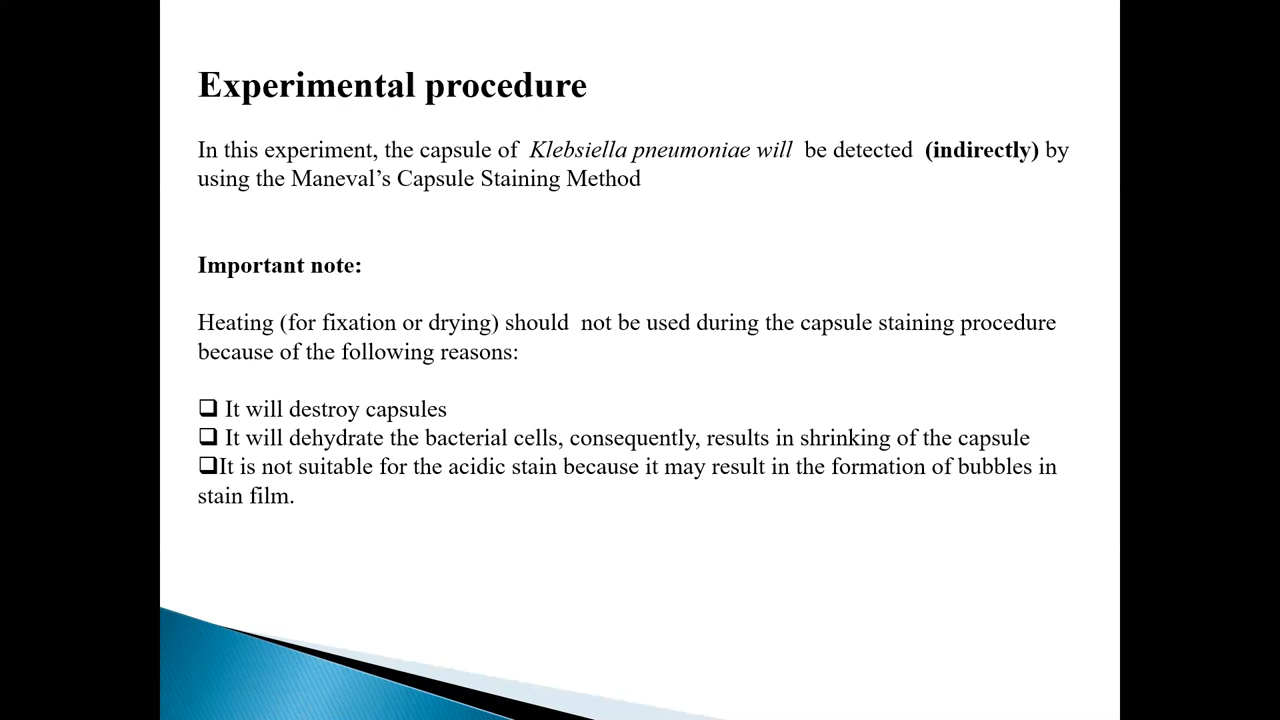 Experimental procedure
In this experiment, the capsule of Klebsiella pneumoniae will be detected (indirectly) by
using the Maneval’s Capsule Staining Method
Important note:
Heating (for fixation or drying) should not be used during the capsule staining procedure
because of the following reasons:
❑ It will destroy capsules
❑ It will dehydrate the bacterial cells, consequently, results in shrinking of the capsule
❑It is not suitable for the acidic stain because it may result in the formation of bubbles in
stain film.